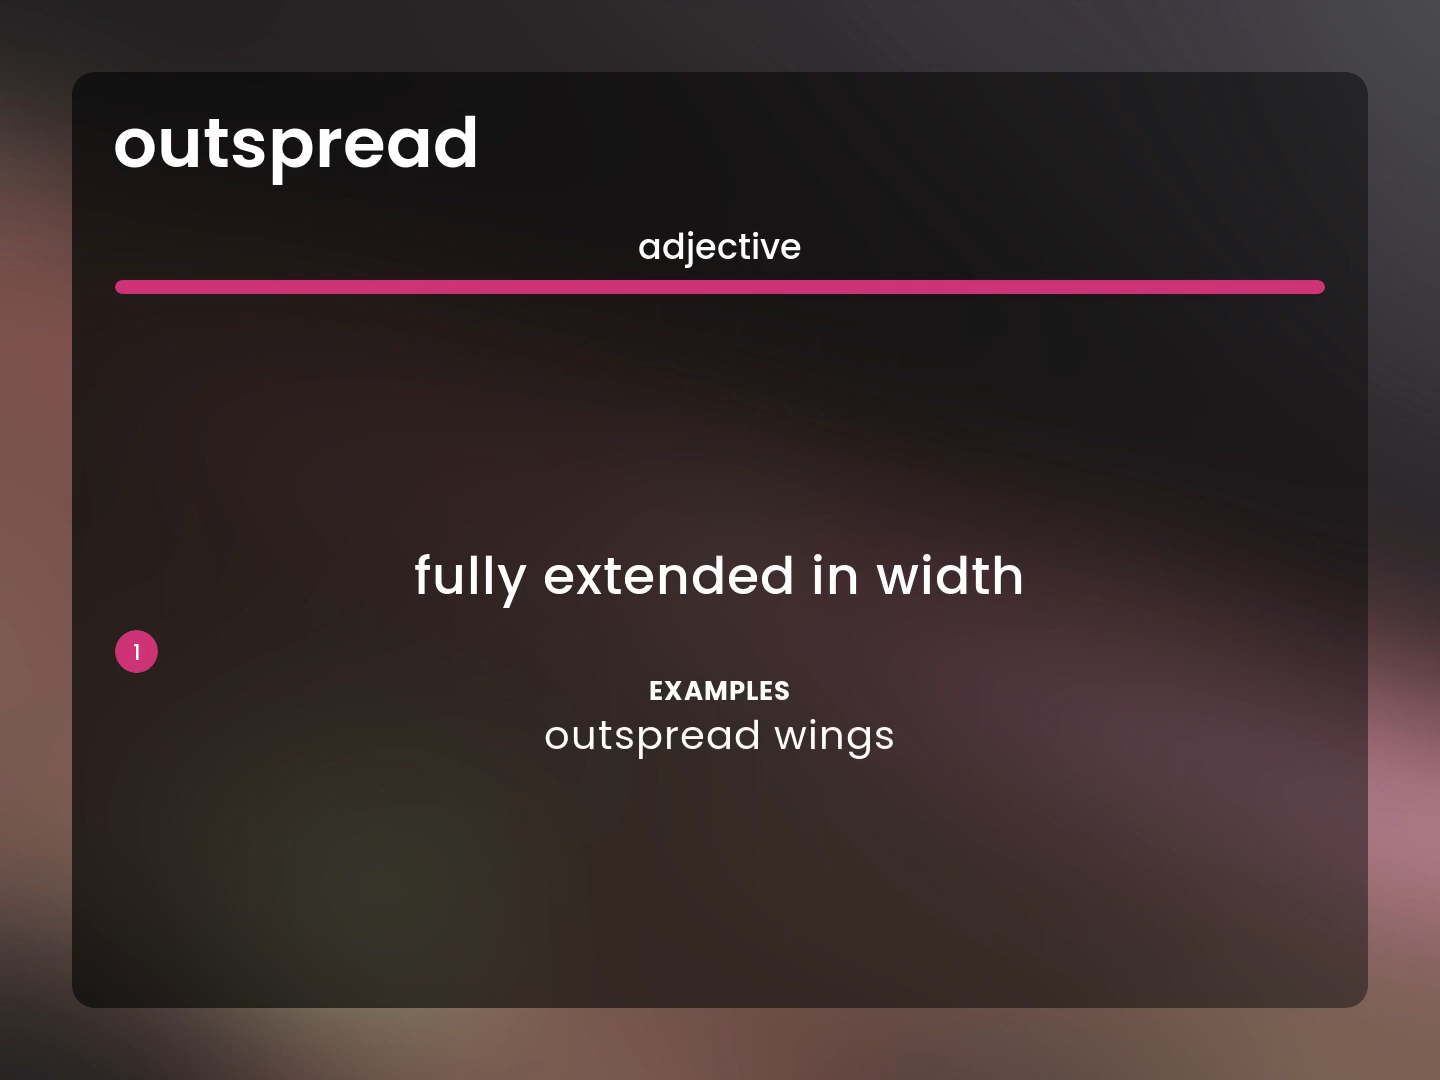 outspread
adjective
fully extended in width
1
EXAMPLES
outspread wings